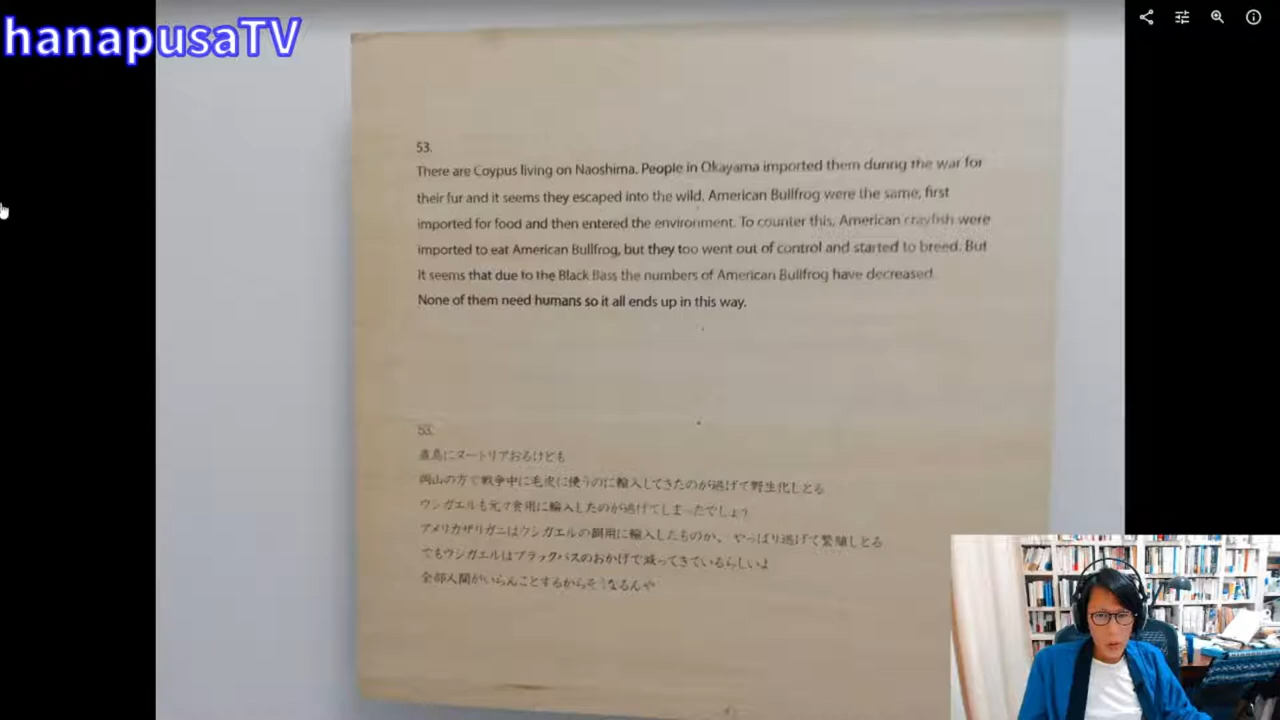 hanapusaTV
53.
There are Coypus living on Naoshima. People in Okayama imported them during the war for
their fur and it seems they escaped into the wild. American Bullfrog were the same, first
imported for food and then entered the environment. To counter this, American crayfish were
imported to eat American Bullfrog, but they too went out of control and started to breed. But
it seems that due to the Black Bass the numbers of American Bullfrog have decreased.
None of them need humans so it all ends up in this way.
53.
直島にヌートリアおるけども
岡山の方で戦争中に毛皮に使うのに輸入してきたのが逃げて野生化しとる
ウシガエルも元々食用に輸入したのが逃げてしまったでしょ?
アメリカザリガニはウシガエルの餌用に輸入したものが、やっぱり逃げて繁殖しとる
でもウシガエルはブラックバスのおかげで減ってきているらしいよ
全部人間がいらんことするからそうなるんや